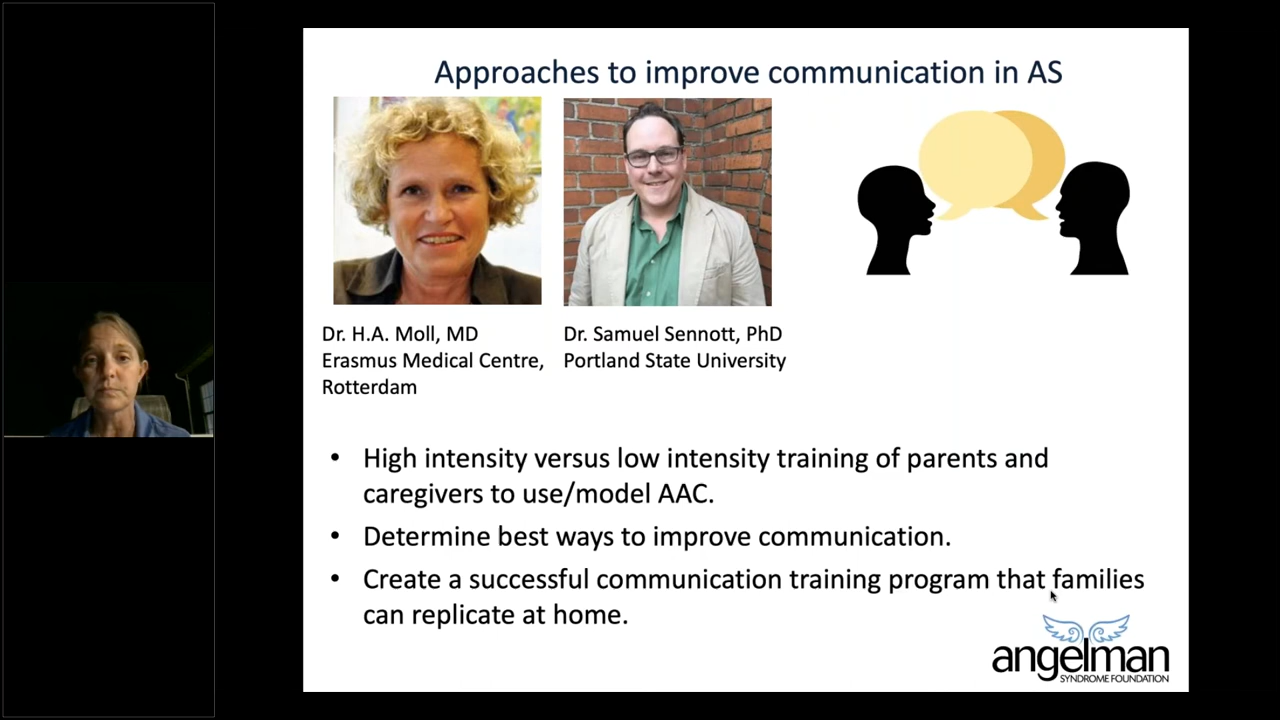 Approaches to improve communication in AS
Dr. H.A. Moll, MD
Erasmus Medical Centre,
Rotterdam
Dr. Samuel Sennott, PhD
Portland State University
• High intensity versus low intensity training of parents and
caregivers to use/model AAC.
• Determine best ways to improve communication.
• Create a successful communication training program that families
can replicate at home.
angelman
SYNDROME FOUNDATION